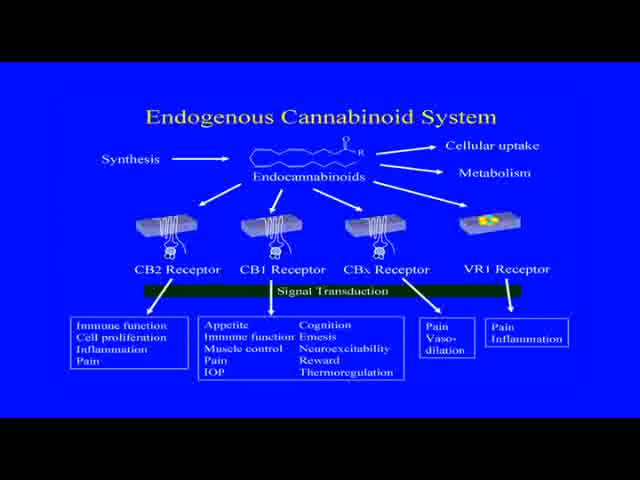 Endogenous Cannabinoid System
Synthesis
O
R
Endocannabinoids
Cellular uptake
Metabolism
CB2 Receptor
CB1 Receptor
CBx Receptor
VR1 Receptor
Signal Transduction
Immune function
Cell proliferation
Inflammation
Pain
Appetite
Immune function
Muscle control
Pain
IOP
Cognition
Emesis
Neuroexcitability
Reward
Thermoregulation
Pain
Vaso-
dilation
Pain
Inflammation